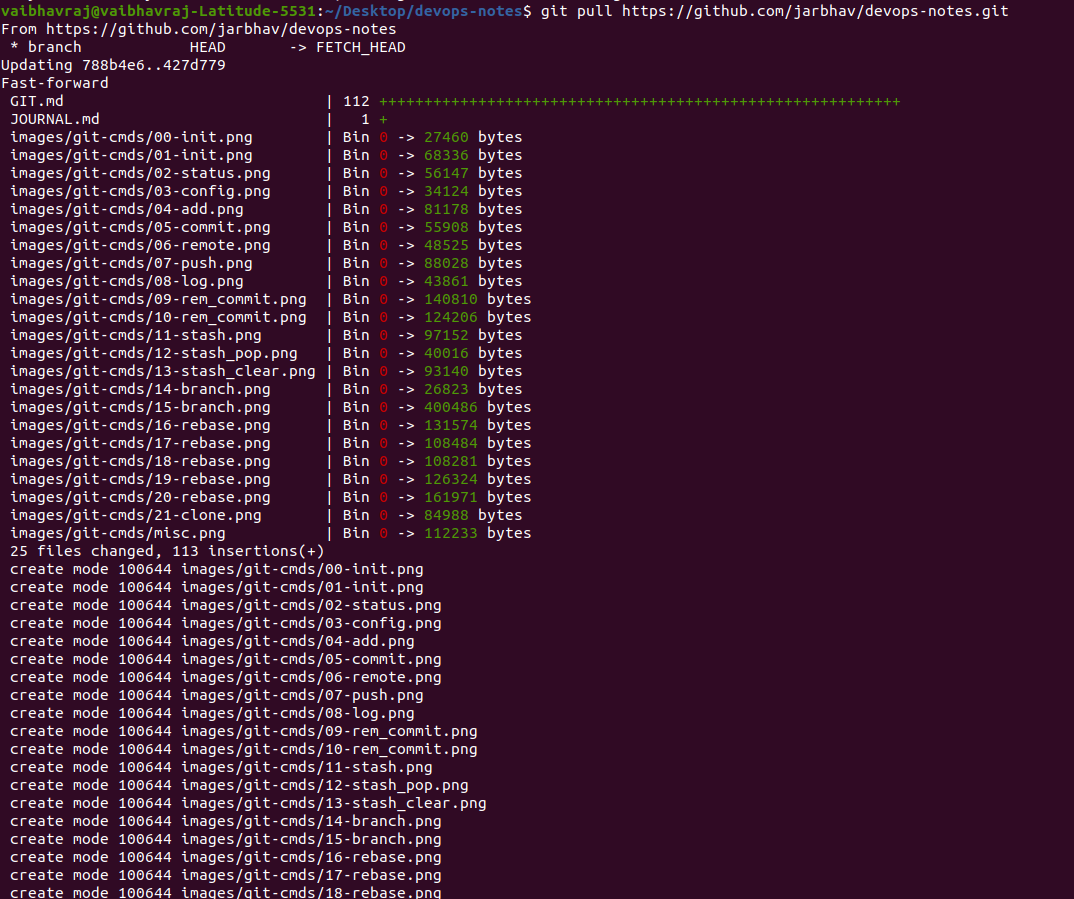 vaibhavraj@vaibhavraj-Latitude-5531:~/Desktop/devops-notes$ git pull https://github.com/jarbhav/devops-notes.git
From https://github.com/jarbhav/devops-notes
 * branch            HEAD       -> FETCH_HEAD
Updating 788b4e6..427d779
Fast-forward
 GIT.md                             | 112 ++++++++++++++++++++++++++++++++++++++++++++++++++++++++++
 JOURNAL.md                         |   1 +
 images/git-cmds/00-init.png        | Bin 0 -> 27460 bytes
 images/git-cmds/01-init.png        | Bin 0 -> 68336 bytes
 images/git-cmds/02-status.png      | Bin 0 -> 56147 bytes
 images/git-cmds/03-config.png      | Bin 0 -> 34124 bytes
 images/git-cmds/04-add.png         | Bin 0 -> 81178 bytes
 images/git-cmds/05-commit.png      | Bin 0 -> 55908 bytes
 images/git-cmds/06-remote.png      | Bin 0 -> 48525 bytes
 images/git-cmds/07-push.png        | Bin 0 -> 88028 bytes
 images/git-cmds/08-log.png         | Bin 0 -> 43861 bytes
 images/git-cmds/09-rem_commit.png  | Bin 0 -> 140810 bytes
 images/git-cmds/10-rem_commit.png  | Bin 0 -> 124206 bytes
 images/git-cmds/11-stash.png       | Bin 0 -> 97152 bytes
 images/git-cmds/12-stash_pop.png   | Bin 0 -> 40016 bytes
 images/git-cmds/13-stash_clear.png | Bin 0 -> 93140 bytes
 images/git-cmds/14-branch.png      | Bin 0 -> 26823 bytes
 images/git-cmds/15-branch.png      | Bin 0 -> 400486 bytes
 images/git-cmds/16-rebase.png      | Bin 0 -> 131574 bytes
 images/git-cmds/17-rebase.png      | Bin 0 -> 108484 bytes
 images/git-cmds/18-rebase.png      | Bin 0 -> 108281 bytes
 images/git-cmds/19-rebase.png      | Bin 0 -> 126324 bytes
 images/git-cmds/20-rebase.png      | Bin 0 -> 161971 bytes
 images/git-cmds/21-clone.png       | Bin 0 -> 84988 bytes
 images/git-cmds/misc.png           | Bin 0 -> 112233 bytes
 25 files changed, 113 insertions(+)
 create mode 100644 images/git-cmds/00-init.png
 create mode 100644 images/git-cmds/01-init.png
 create mode 100644 images/git-cmds/02-status.png
 create mode 100644 images/git-cmds/03-config.png
 create mode 100644 images/git-cmds/04-add.png
 create mode 100644 images/git-cmds/05-commit.png
 create mode 100644 images/git-cmds/06-remote.png
 create mode 100644 images/git-cmds/07-push.png
 create mode 100644 images/git-cmds/08-log.png
 create mode 100644 images/git-cmds/09-rem_commit.png
 create mode 100644 images/git-cmds/10-rem_commit.png
 create mode 100644 images/git-cmds/11-stash.png
 create mode 100644 images/git-cmds/12-stash_pop.png
 create mode 100644 images/git-cmds/13-stash_clear.png
 create mode 100644 images/git-cmds/14-branch.png
 create mode 100644 images/git-cmds/15-branch.png
 create mode 100644 images/git-cmds/16-rebase.png
 create mode 100644 images/git-cmds/17-rebase.png
 create mode 100644 images/git-cmds/18-rebase.png